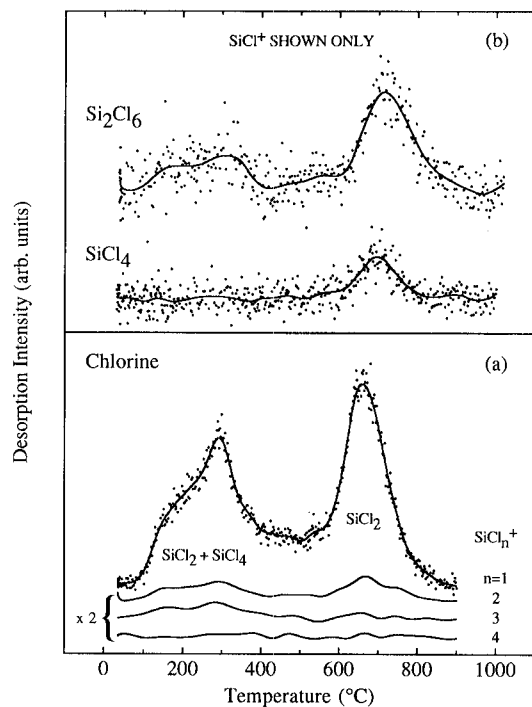 SiCl⁺ SHOWN ONLY
(b)
Si₂Cl₆
SiCl₄
Desorption Intensity (arb. units)
Chlorine
(a)
SiCl₂ + SiCl₄
SiCl₂
SiClₙ⁺
n=1
2
3
4
x 2
0 200 400 600 800 1000
Temperature (°C)